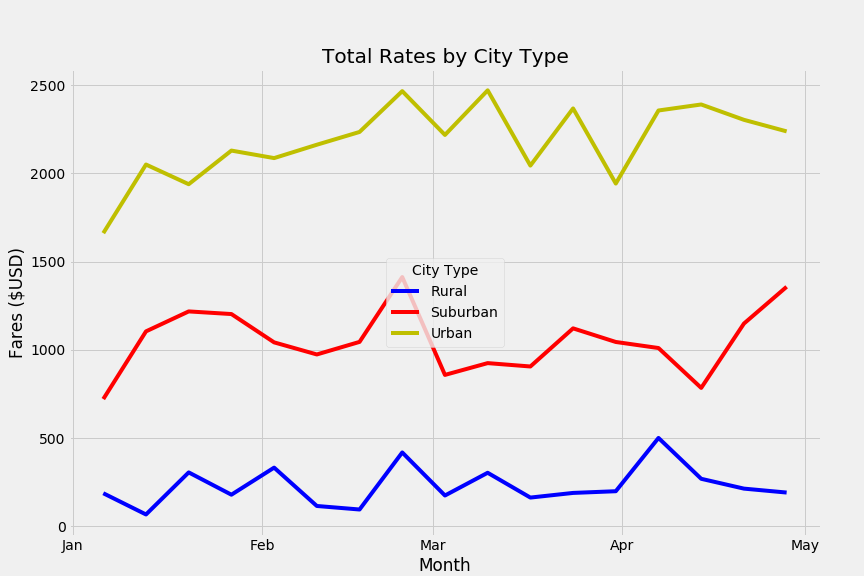 Total Rates by City Type
Fares ($USD)
2500
2000
1500
1000
500
0
City Type
Rural
Suburban
Urban
Jan Feb Mar Apr May
Month